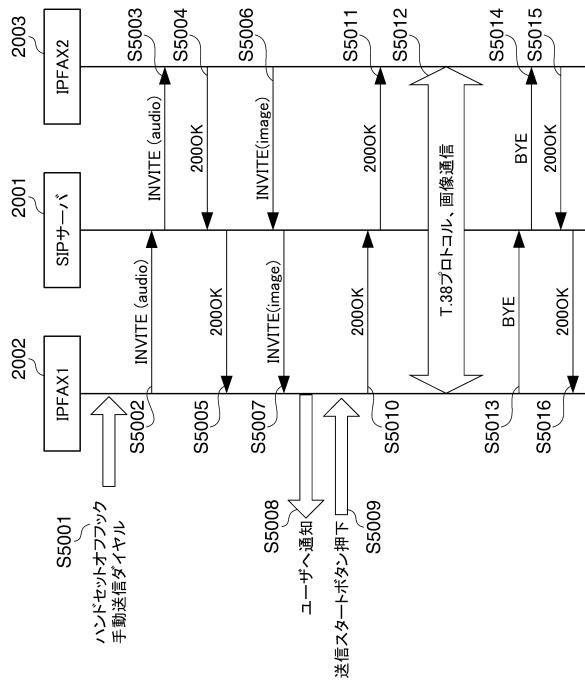 2002
2001
2003
IPFAX1
SIPサーバ
IPFAX2
S5001
ハンドセットオフフック
手動送信ダイヤル
S5002
INVITE (audio)
INVITE (audio)
S5003
200OK
S5004
S5005
200OK
INVITE(image)
S5006
S5007
INVITE(image)
S5008
ユーザへ通知
送信スタートボタン押下
S5009
S5010
200OK
200OK
S5011
T.38プロトコル、画像通信
S5012
S5013
BYE
BYE
S5014
200OK
S5015
S5016
200OK